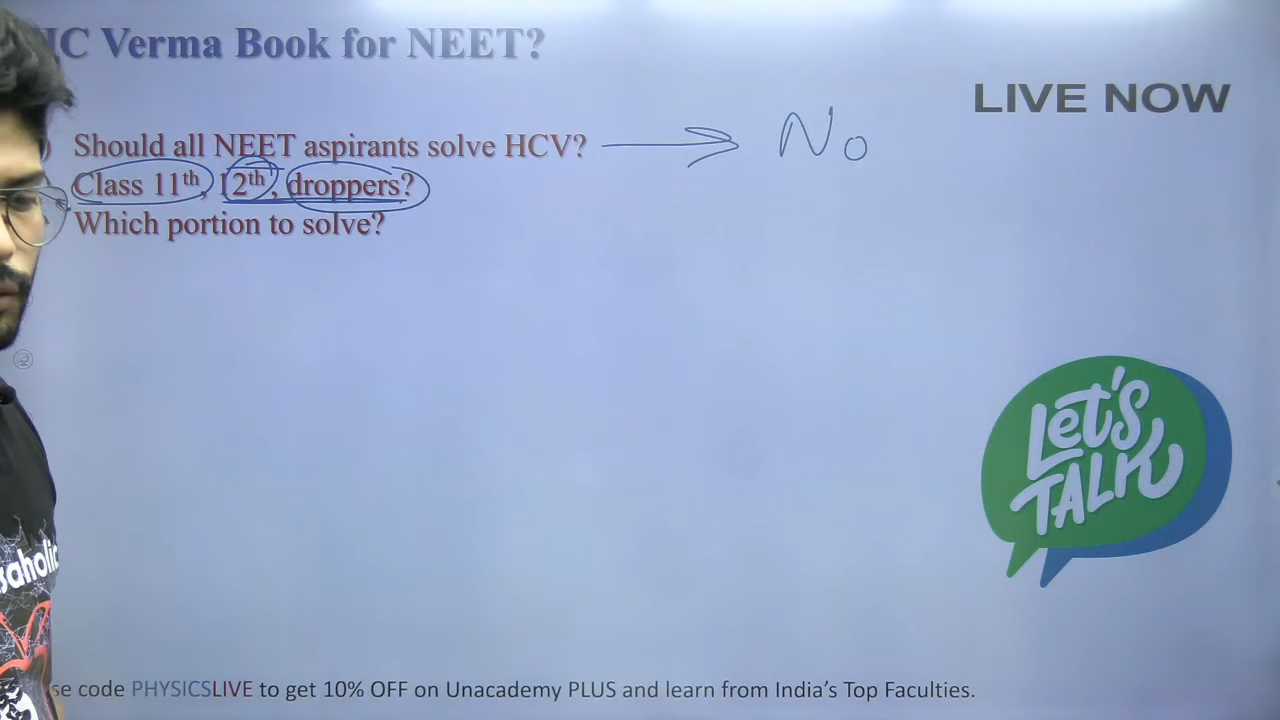 HC Verma Book for NEET?
LIVE NOW
Should all NEET aspirants solve HCV? No
Class 11th, 12th, droppers?
Which portion to solve?
Let's
TALK
se code PHYSICSLIVE to get 10% OFF on Unacademy PLUS and learn from India's Top Faculties.